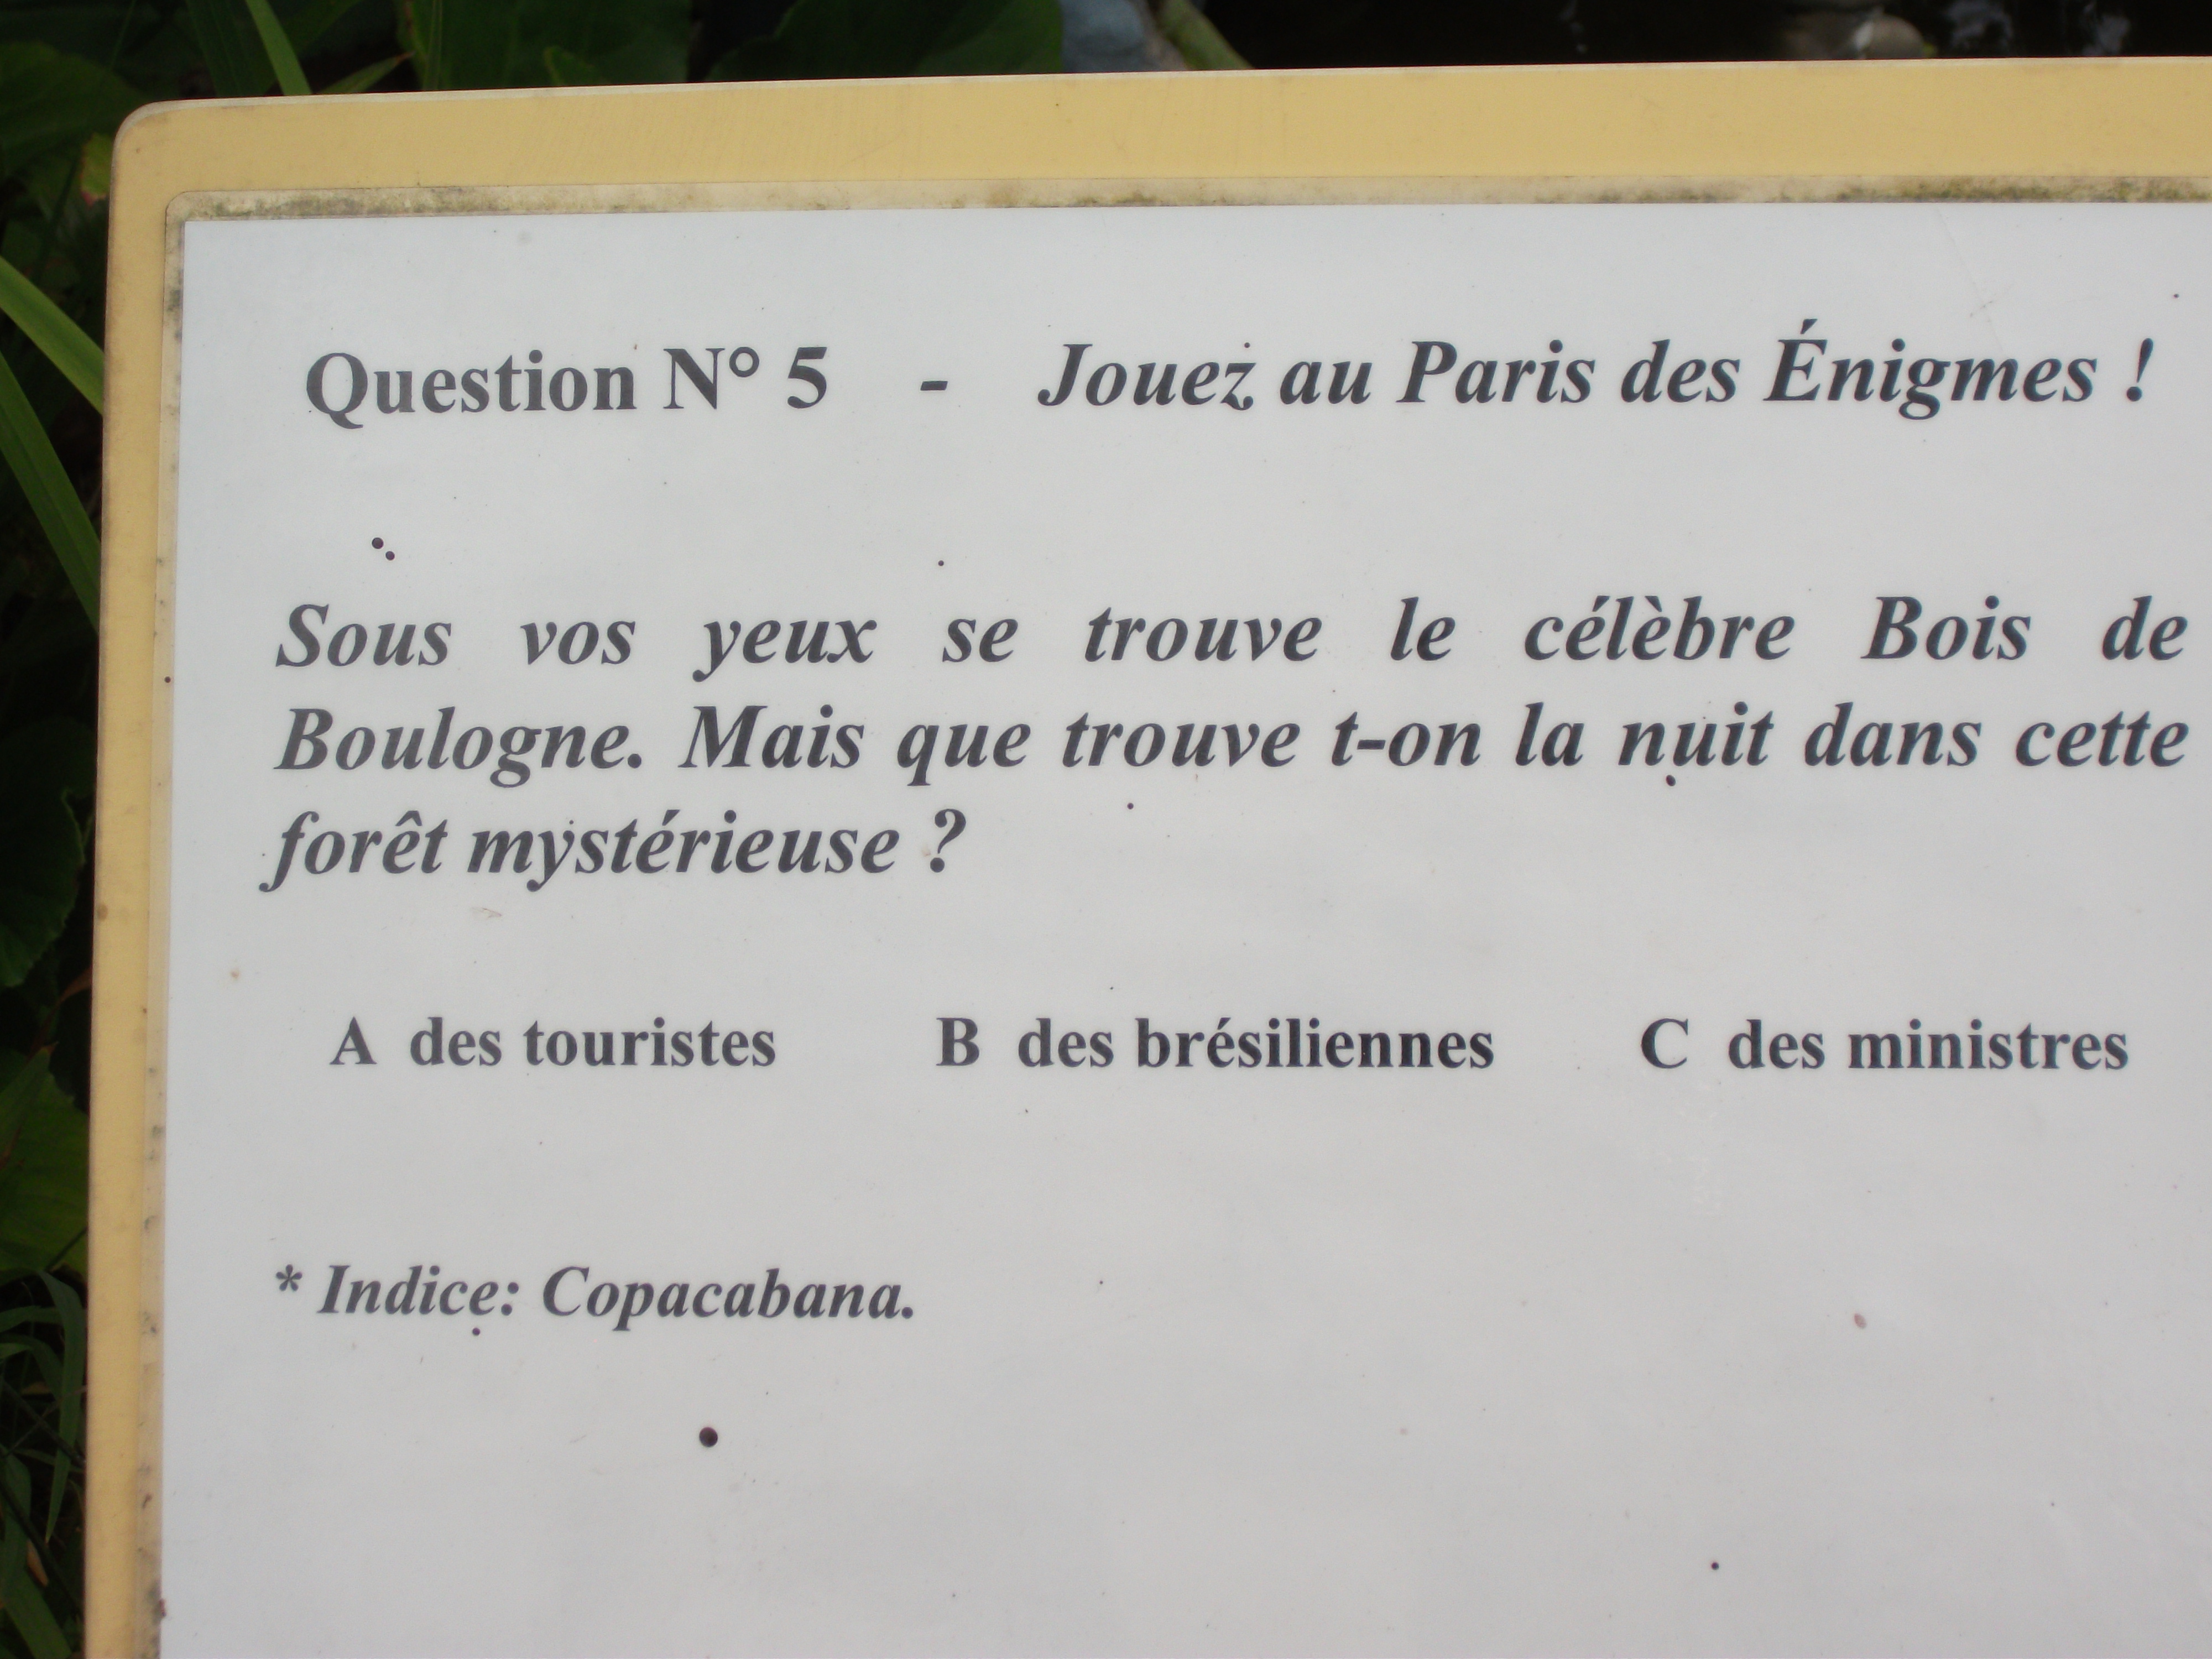 Question N° 5 - Jouez au Paris des Énigmes !
Sous vos yeux se trouve le célèbre Bois de
Boulogne. Mais que trouve t-on la nuit dans cette
forêt mystérieuse ?
A des touristes B des brésiliennes C des ministres
* Indice: Copacabana.